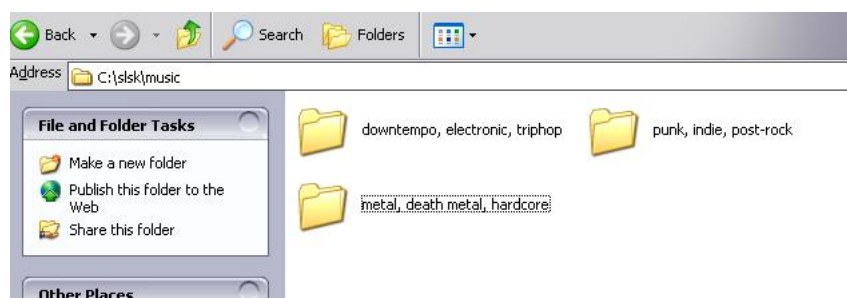 Back Search Folders
Address C:\slsk\music
File and Folder Tasks
Make a new folder
Publish this folder to the
Web
Share this folder
Other Places
downtempo, electronic, triphop
punk, indie, post-rock
metal, death metal, hardcore